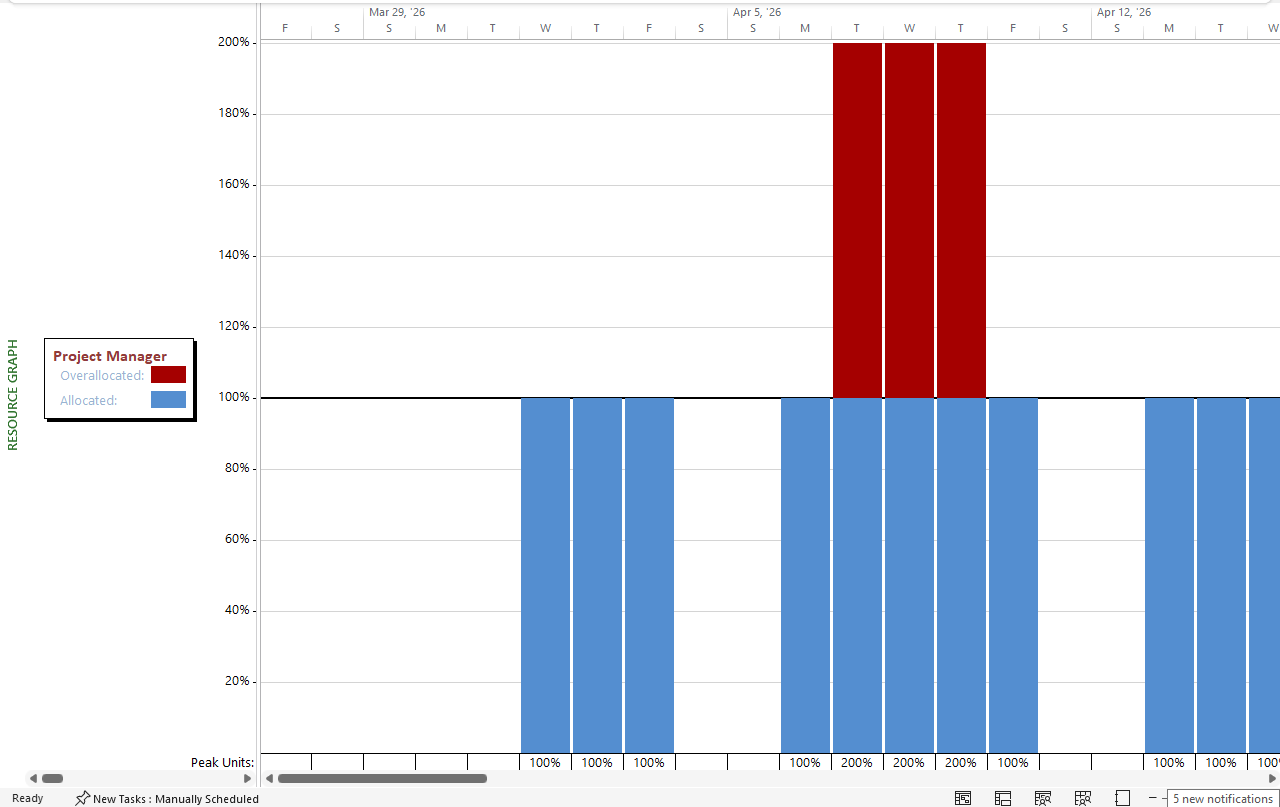 Mar 29, '26 Apr 5, '26 Apr 12, '26
F S S M T W T F S S M T W T F S S M T W
200%
180%
160%
140%
120%
100%
80%
60%
40%
20%
RESOURCE GRAPH
Project Manager
Overallocated:
Allocated:
Peak Units: 100% 100% 100% 100% 200% 200% 200% 100% 100% 100% 100
Ready New Tasks : Manually Scheduled 5 new notifications